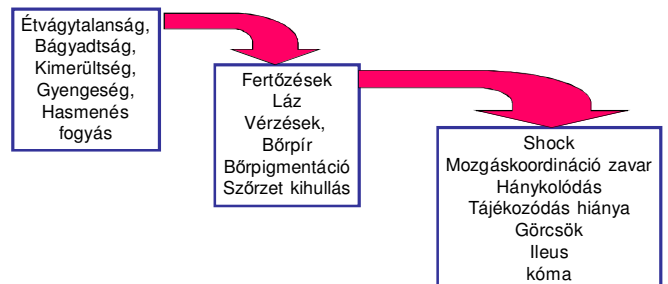 Étvágytalanság,
Bágyadtság,
Kimerültség,
Gyengeség,
Hasmenés
fogyás
Fertőzések
Láz
Vérzések,
Bőrpír
Bőrpigmentáció
Szőrzet kihullás
Shock
Mozgáskoordináció zavar
Hánykolódás
Tájékozódás hiánya
Görcsök
Ileus
kóma